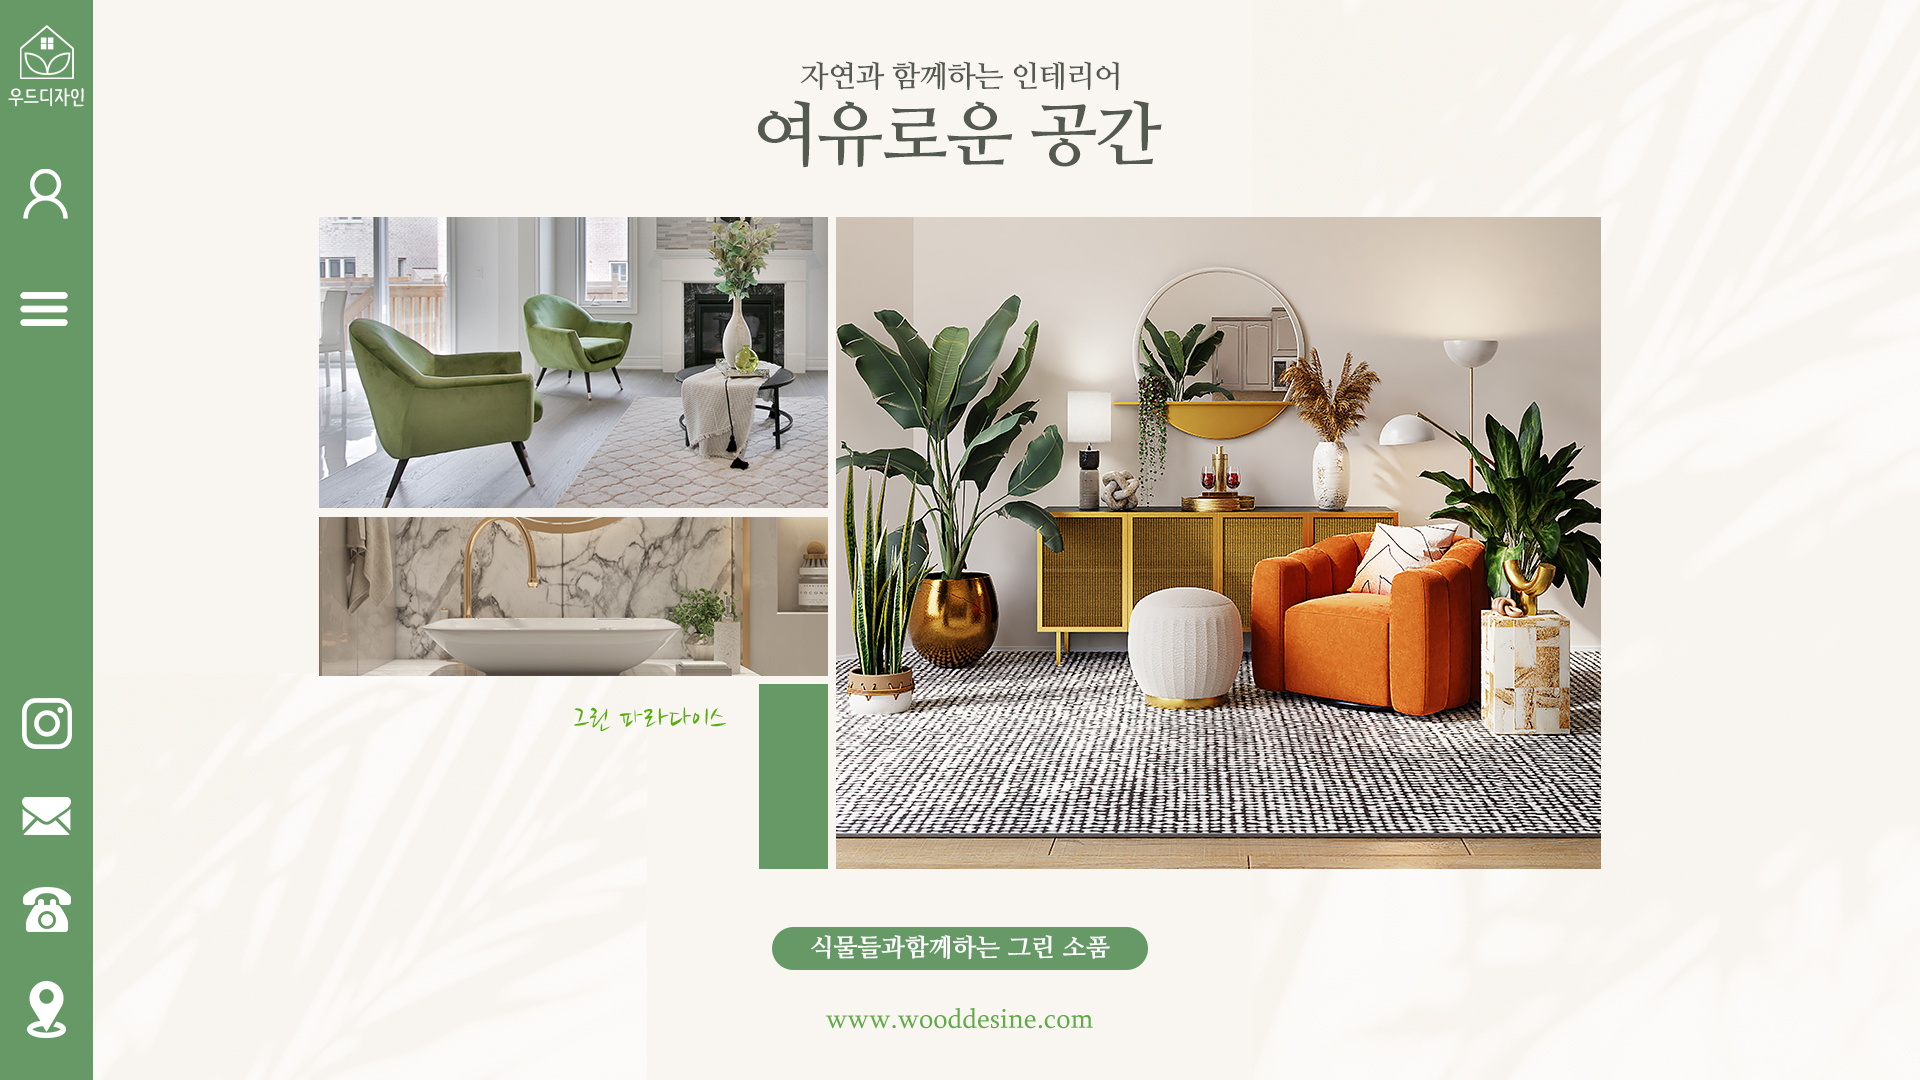 우드디자인
자연과 함께하는 인테리어
여유로운 공간
그린 파라다이스
식물들과함께하는 그린 소품
www.wooddesine.com